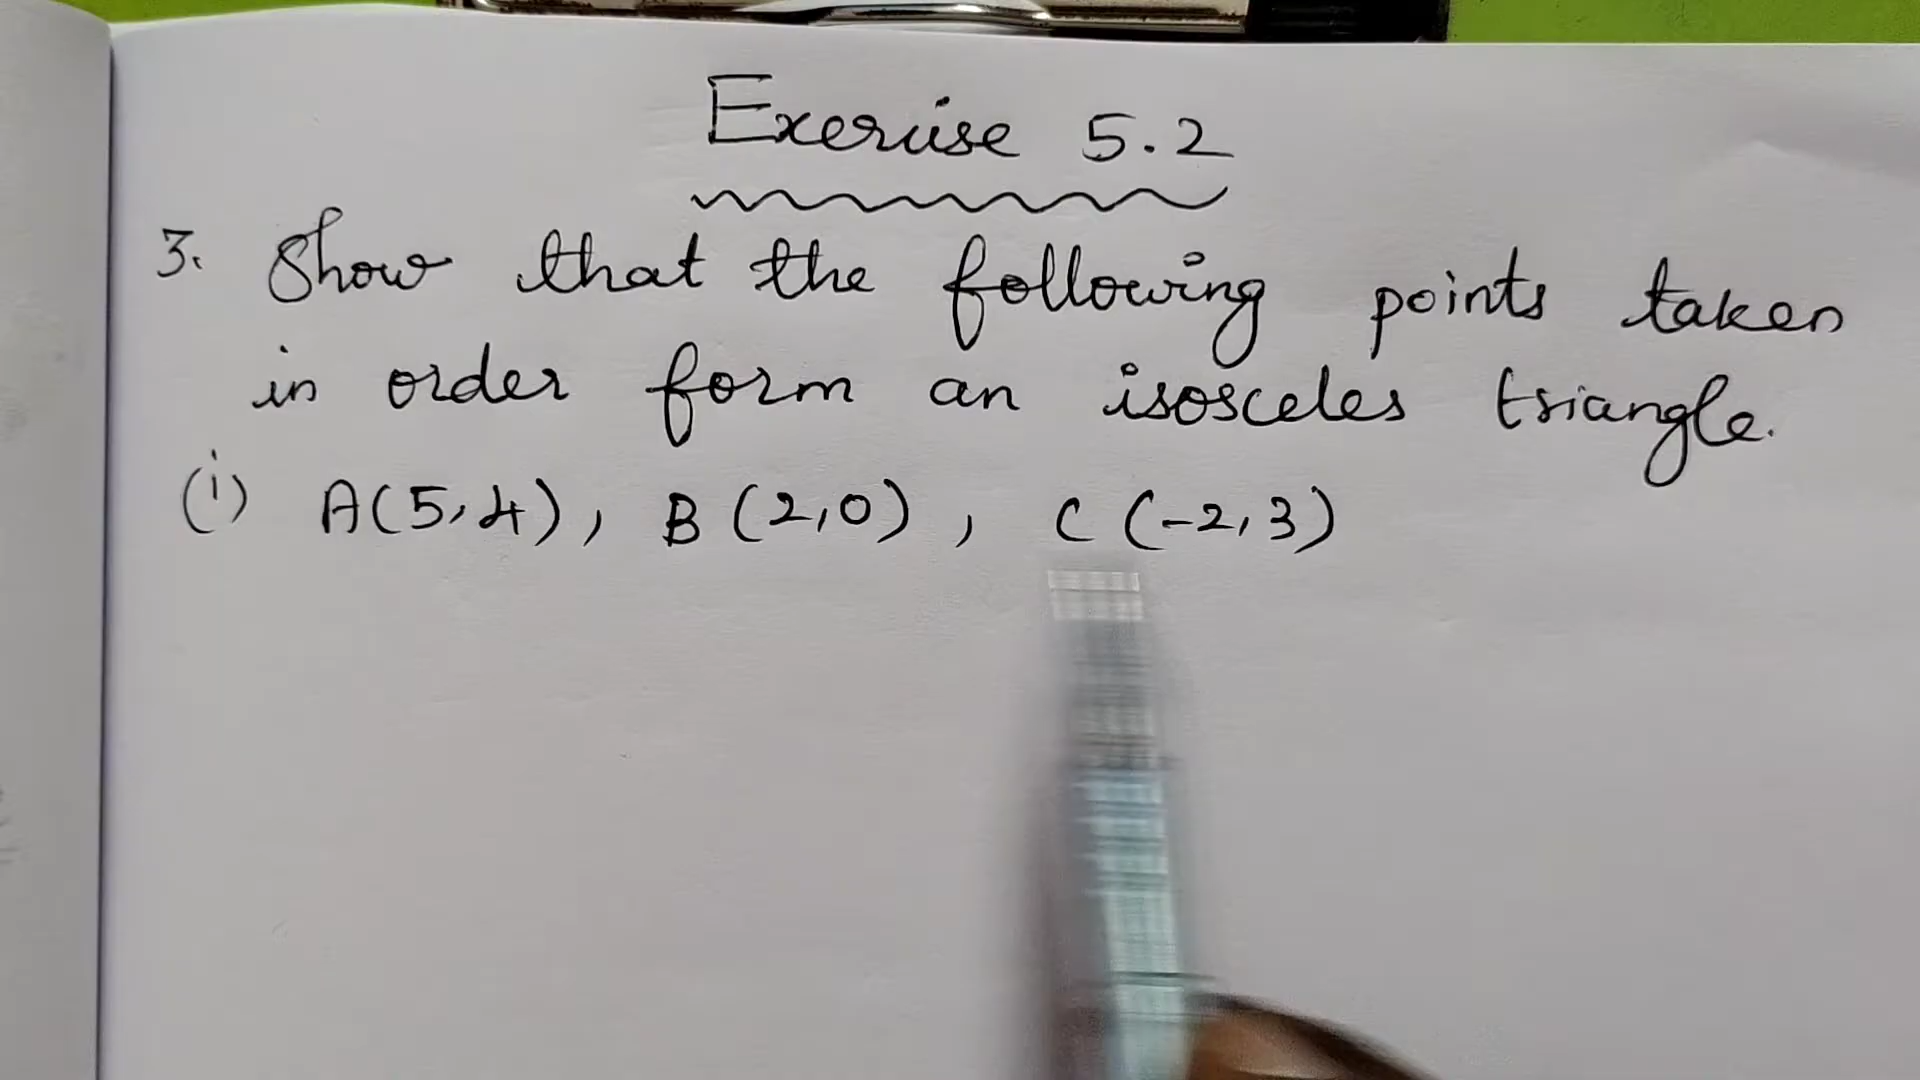 Exercise 5.2
3. Show that the following points taken
in order form an isosceles triangle.
(i) A(5,4), B(2,0), C(-2,3)